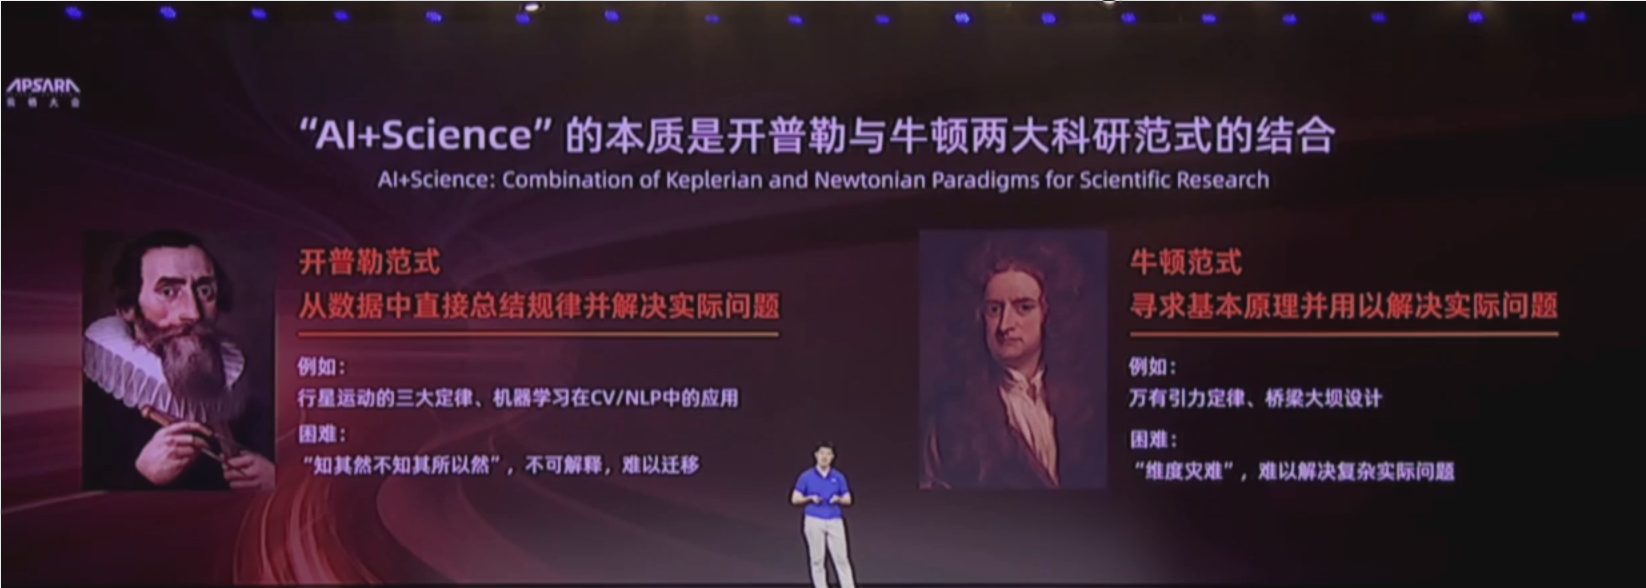 APSARA
云栖大会
“AI+Science” 的本质是开普勒与牛顿两大科研范式的结合
AI+Science: Combination of Keplerian and Newtonian Paradigms for Scientific Research
开普勒范式
从数据中直接总结规律并解决实际问题
例如：
行星运动的三大定律、机器学习在CV/NLP中的应用
困难：
“知其然不知其所以然”，不可解释，难以迁移
牛顿范式
寻求基本原理并用以解决实际问题
例如：
万有引力定律、桥梁大坝设计
困难：
“维度灾难”，难以解决复杂实际问题